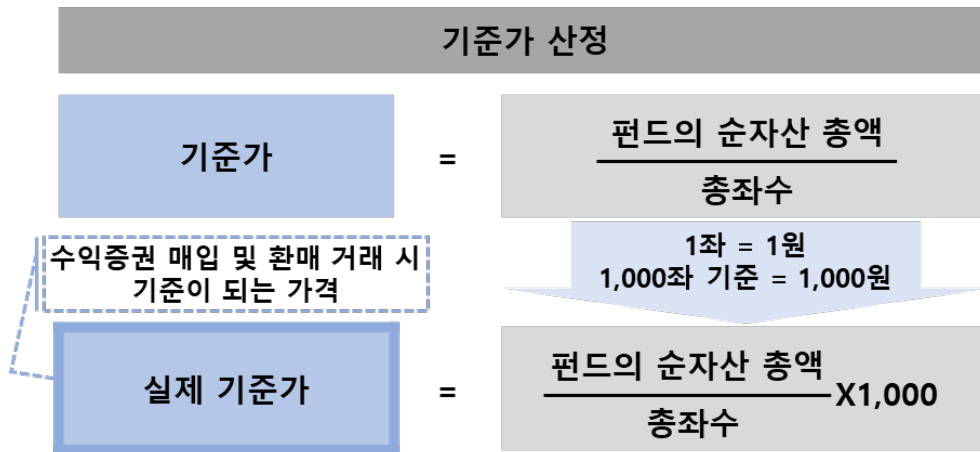 기준가 산정
기준가
=
펀드의 순자산 총액
총좌수
수익증권 매입 및 환매 거래 시
기준이 되는 가격
1좌 = 1원
1,000좌 기준 = 1,000원
실제 기준가
=
펀드의 순자산 총액
총좌수
X1,000